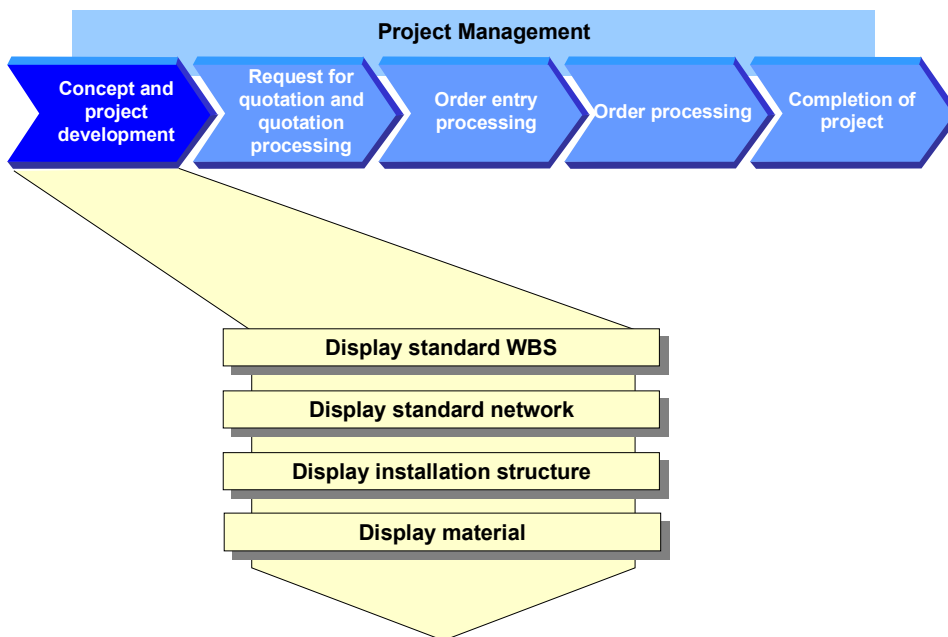 Project Management
Concept and
project
development
Request for
quotation and
quotation
processing
Order entry
processing
Order processing
Completion of
project
Display standard WBS
Display standard network
Display installation structure
Display material